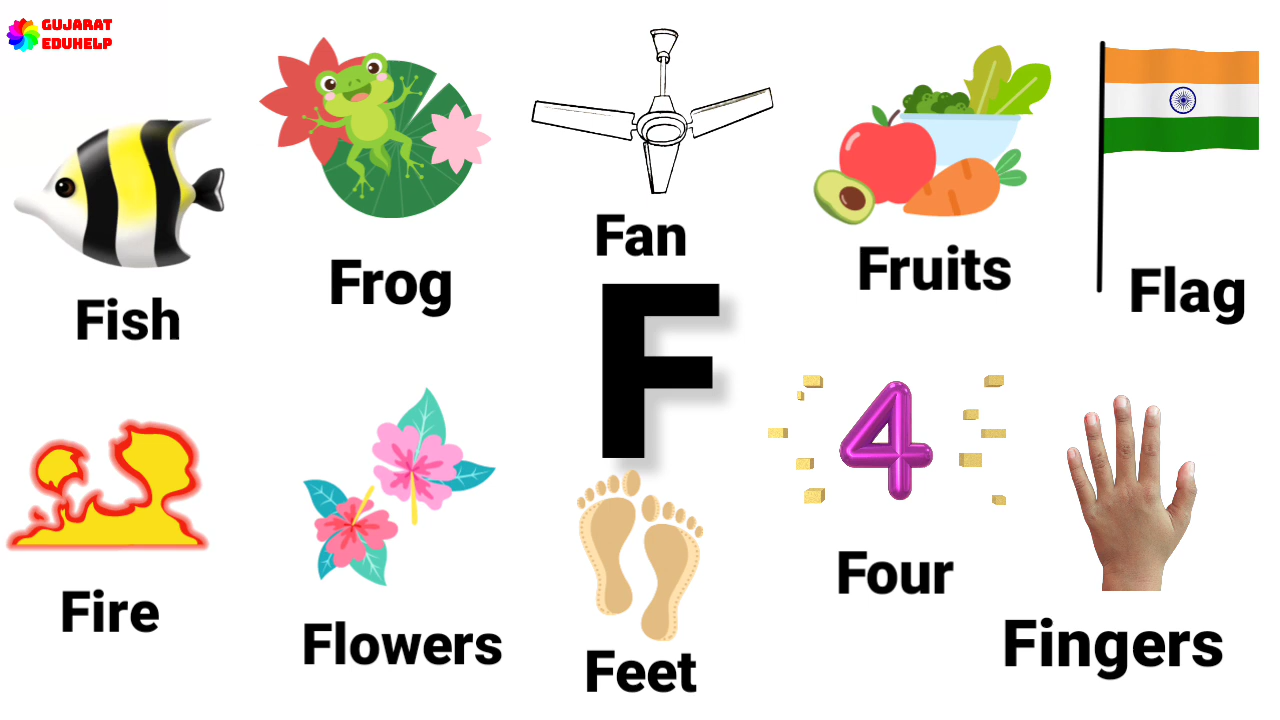 GUJARAT
EDUHELP
Fish
Frog
Fan
Fruits
Flag
F
4
Fire
Flowers
Feet
Four
Fingers